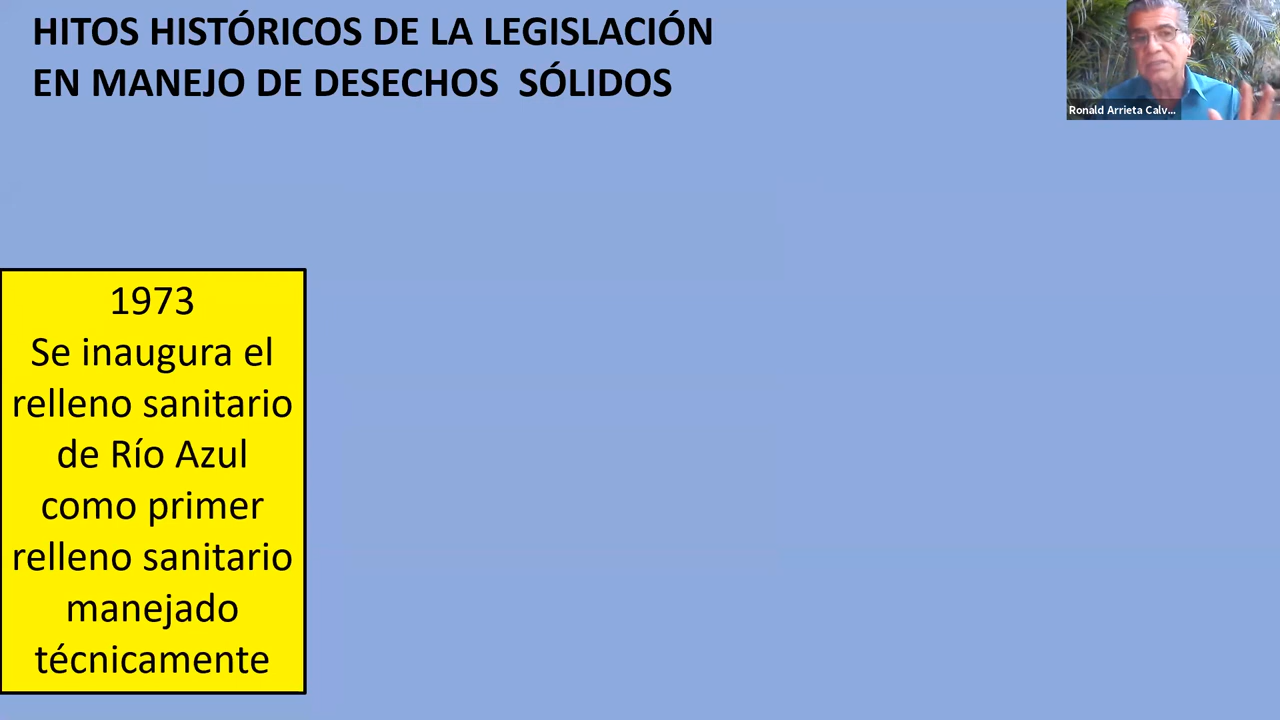 HITOS HISTÓRICOS DE LA LEGISLACIÓN
EN MANEJO DE DESECHOS  SÓLIDOS
Ronald Arrieta Calv...
1973
Se inaugura el
relleno sanitario
de Río Azul
como primer
relleno sanitario
manejado
técnicamente